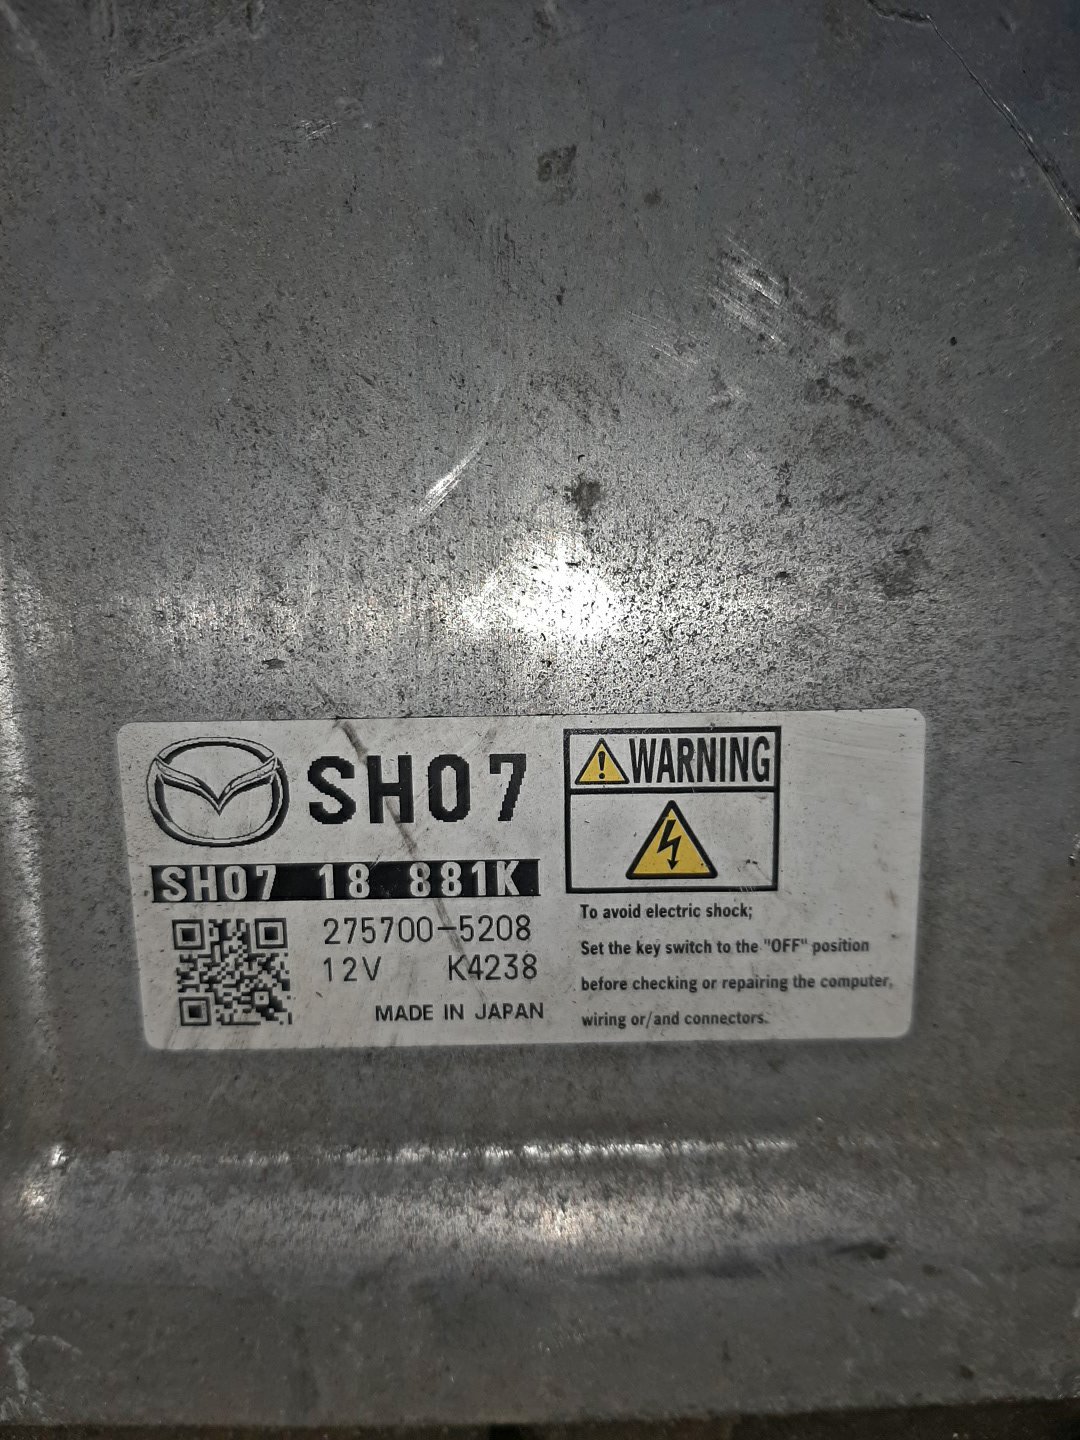 SH07
SH07 18 881K
275700-5208
12V K4238
MADE IN JAPAN
WARNING
To avoid electric shock;
Set the key switch to the "OFF" position
before checking or repairing the computer,
wiring or/and connectors.